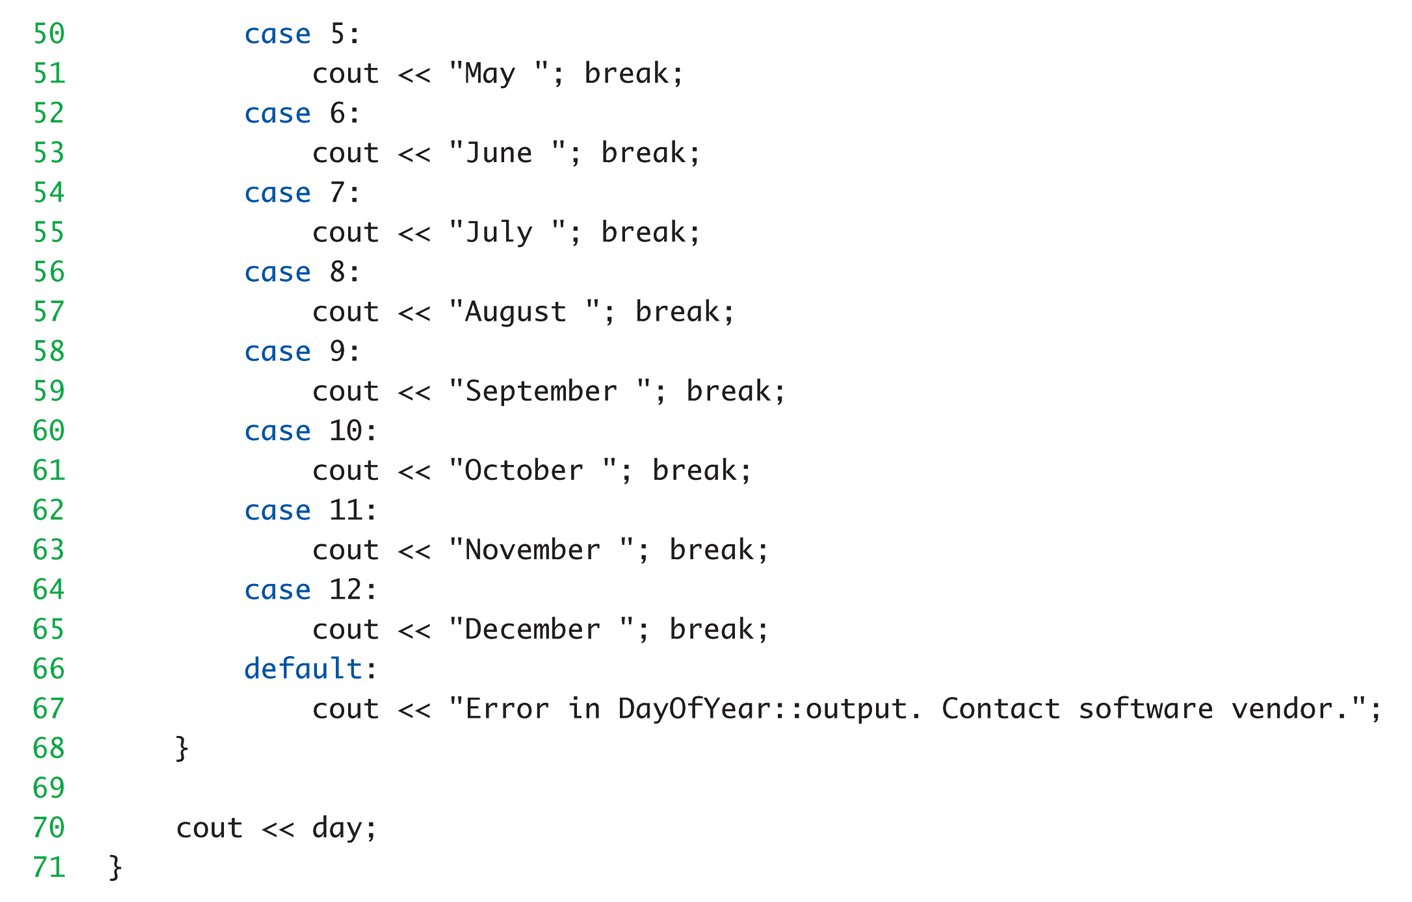 50 case 5:
51 cout << "May "; break;
52 case 6:
53 cout << "June "; break;
54 case 7:
55 cout << "July "; break;
56 case 8:
57 cout << "August "; break;
58 case 9:
59 cout << "September "; break;
60 case 10:
61 cout << "October "; break;
62 case 11:
63 cout << "November "; break;
64 case 12:
65 cout << "December "; break;
66 default:
67 cout << "Error in DayOfYear::output. Contact software vendor.";
68 }
69
70 cout << day;
71 }